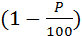 (1 − P/100)